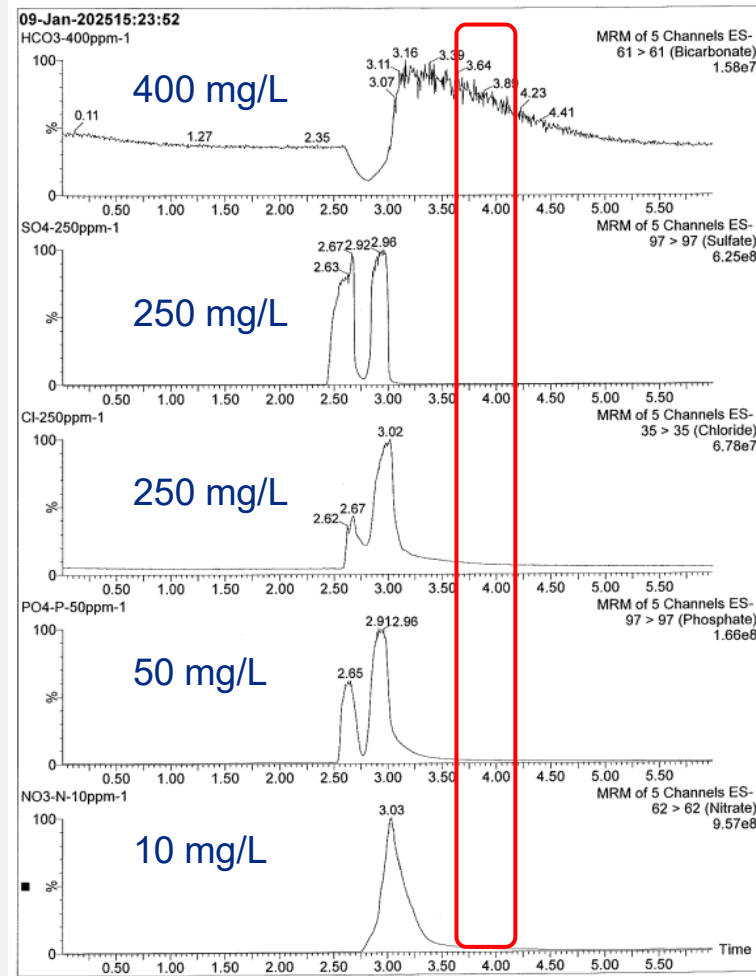 09-Jan-202515:23:52
HCO3-400ppm-1
MRM of 5 Channels ES-
61 > 61 (Bicarbonate)
1.58e7
400 mg/L
100
%
0
0.11
1.27
2.35
3.07
3.11
3.16
3.39
3.64
3.89
4.23
4.41
0.50 1.00 1.50 2.00 2.50 3.00 3.50 4.00 4.50 5.00 5.50
SO4-250ppm-1
MRM of 5 Channels ES-
97 > 97 (Sulfate)
6.25e8
250 mg/L
100
%
0
2.63
2.67 2.92 2.96
0.50 1.00 1.50 2.00 2.50 3.00 3.50 4.00 4.50 5.00 5.50
Cl-250ppm-1
MRM of 5 Channels ES-
35 > 35 (Chloride)
6.78e7
250 mg/L
100
%
0
2.62
2.67
3.02
0.50 1.00 1.50 2.00 2.50 3.00 3.50 4.00 4.50 5.00 5.50
PO4-P-50ppm-1
MRM of 5 Channels ES-
97 > 97 (Phosphate)
1.66e8
50 mg/L
100
%
0
2.65
2.91 2.96
0.50 1.00 1.50 2.00 2.50 3.00 3.50 4.00 4.50 5.00 5.50
NO3-N-10ppm-1
MRM of 5 Channels ES-
62 > 62 (Nitrate)
9.57e8
10 mg/L
100
%
0
3.03
Time
0.50 1.00 1.50 2.00 2.50 3.00 3.50 4.00 4.50 5.00 5.50